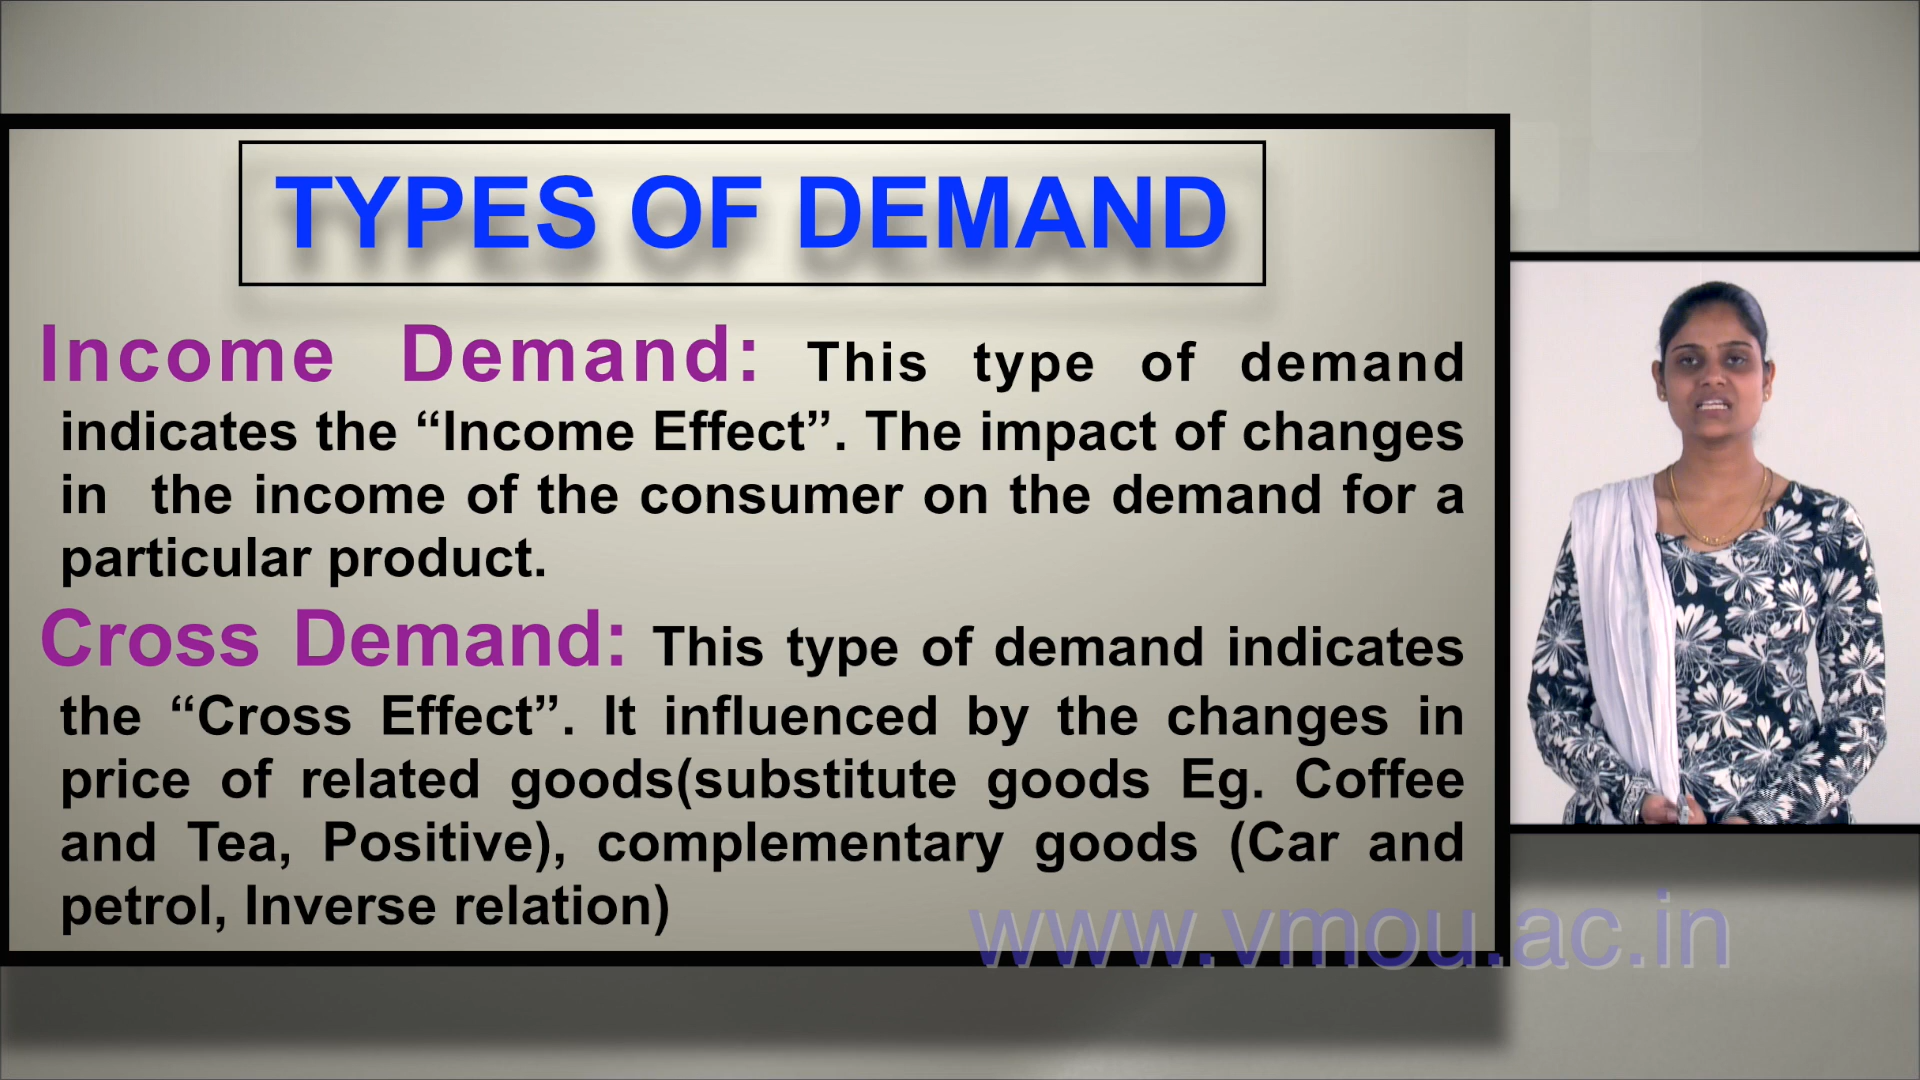 TYPES OF DEMAND
Income Demand: This type of demand
indicates the “Income Effect”. The impact of changes
in the income of the consumer on the demand for a
particular product.
Cross Demand: This type of demand indicates
the “Cross Effect”. It influenced by the changes in
price of related goods(substitute goods Eg. Coffee
and Tea, Positive), complementary goods (Car and
petrol, Inverse relation)
www.vmou.ac.in